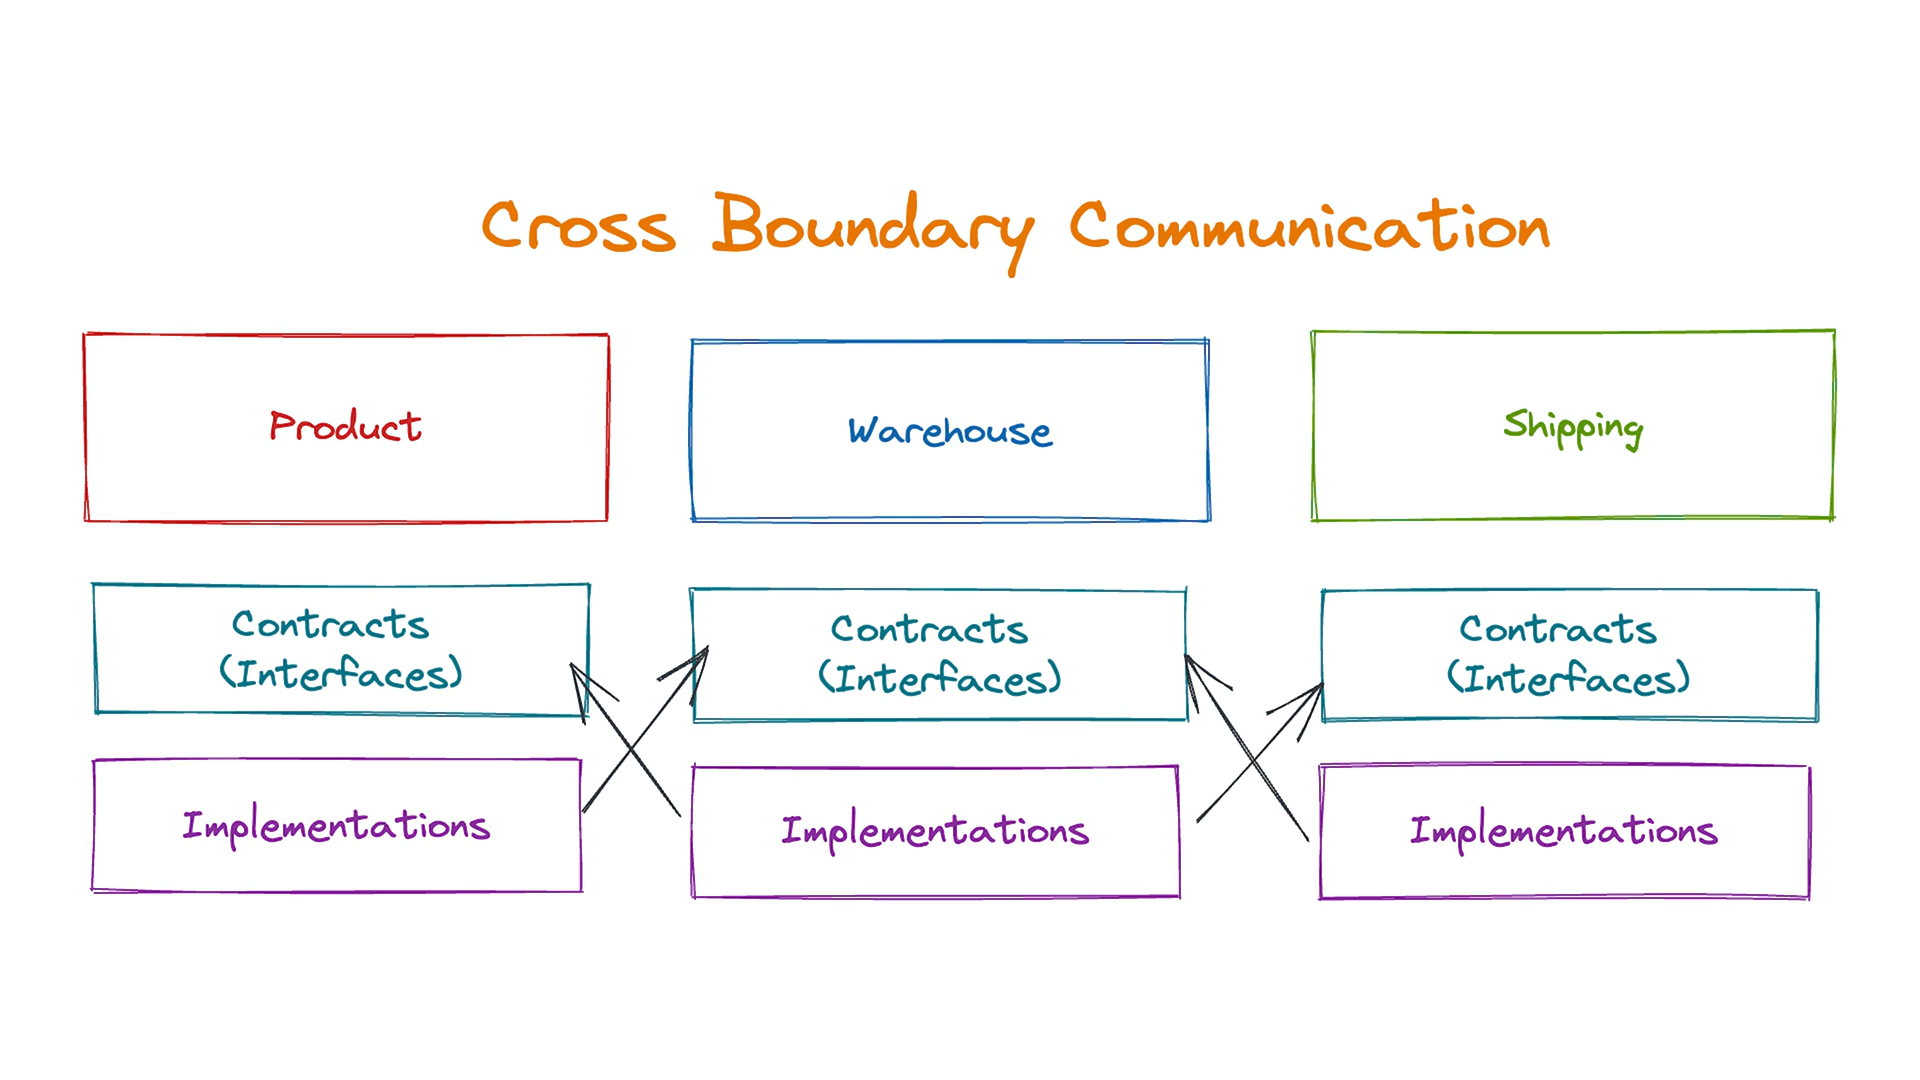 Cross Boundary Communication
Product
Warehouse
Shipping
Contracts
(Interfaces)
Contracts
(Interfaces)
Contracts
(Interfaces)
Implementations
Implementations
Implementations